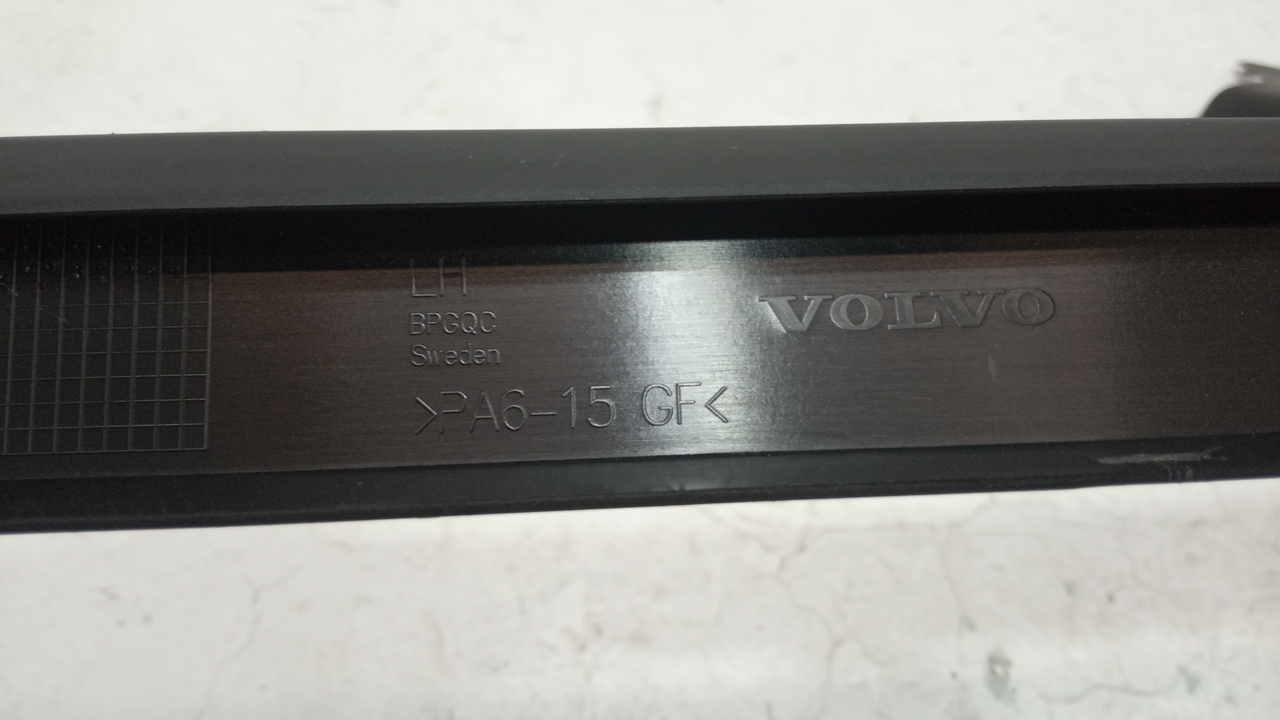 LH
BPGQC
Sweden
>PA6-15 GF<
VOLVO